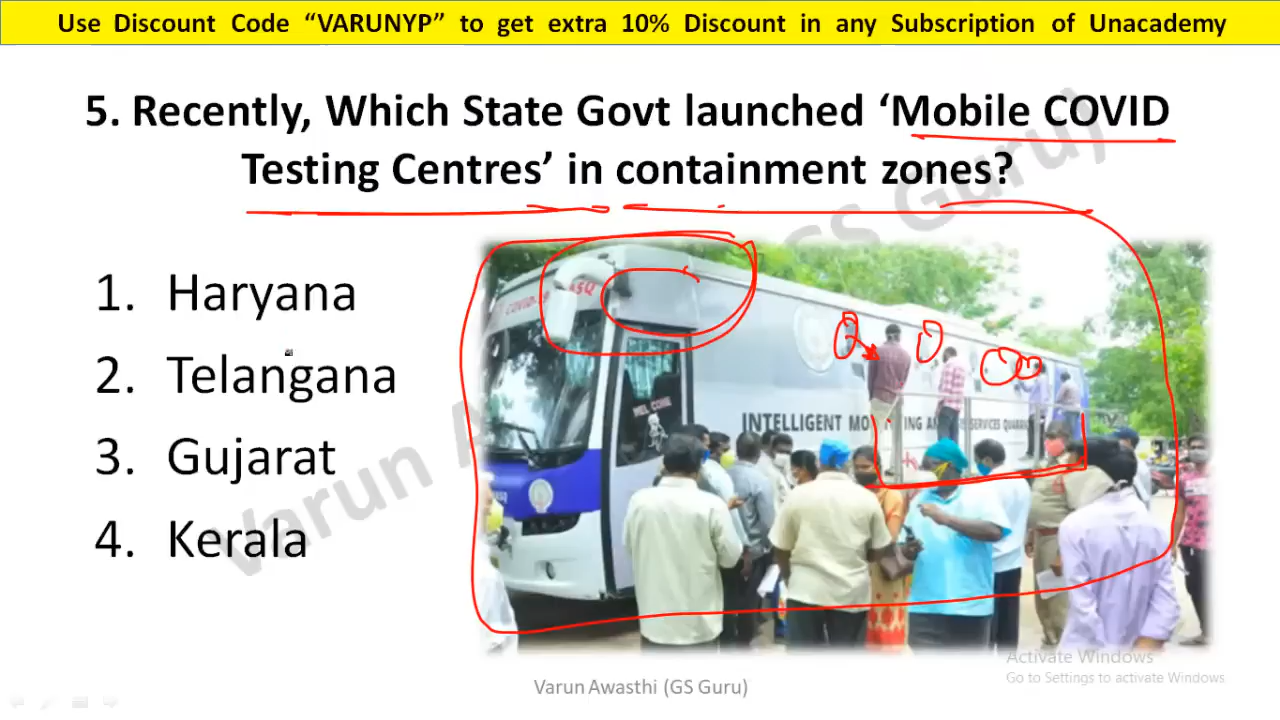 Use Discount Code “VARUNYP” to get extra 10% Discount in any Subscription of Unacademy
5. Recently, Which State Govt launched ‘Mobile COVID
Testing Centres’ in containment zones?
1. Haryana
2. Telangana
3. Gujarat
4. Kerala
WEL COME
INTELLIGENT
Varun Awasthi (GS Guru)
Activate Windows
Go to Settings to activate Windows.